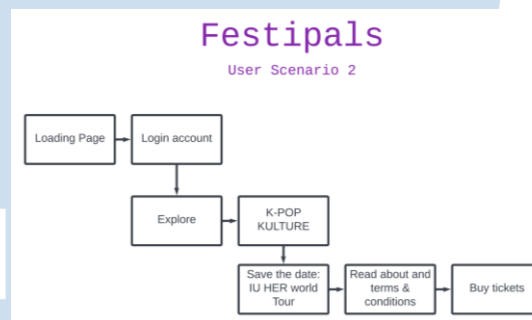 Festipals
User Scenario 2
Loading Page
Login account
Explore
K-POP
KULTURE
Save the date:
IU HER world
Tour
Read about and
terms &
conditions
Buy tickets